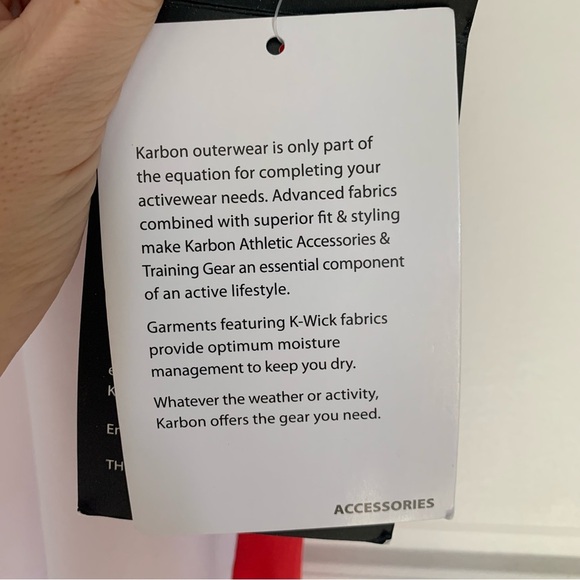 Karbon outerwear is only part of
the equation for completing your
activewear needs. Advanced fabrics
combined with superior fit & styling
make Karbon Athletic Accessories &
Training Gear an essential component
of an active lifestyle.
Garments featuring K-Wick fabrics
provide optimum moisture
management to keep you dry.
Whatever the weather or activity,
Karbon offers the gear you need.
ACCESSORIES